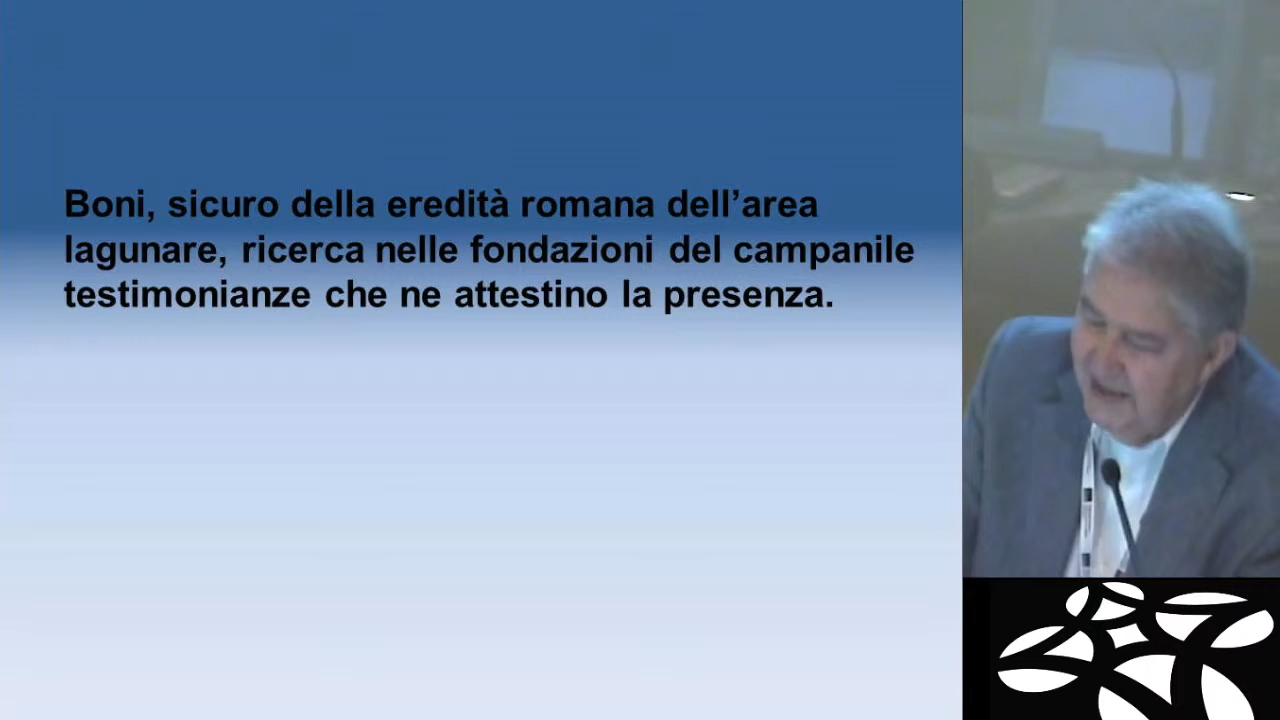 Boni, sicuro della eredità romana dell’area
lagunare, ricerca nelle fondazioni del campanile
testimonianze che ne attestino la presenza.